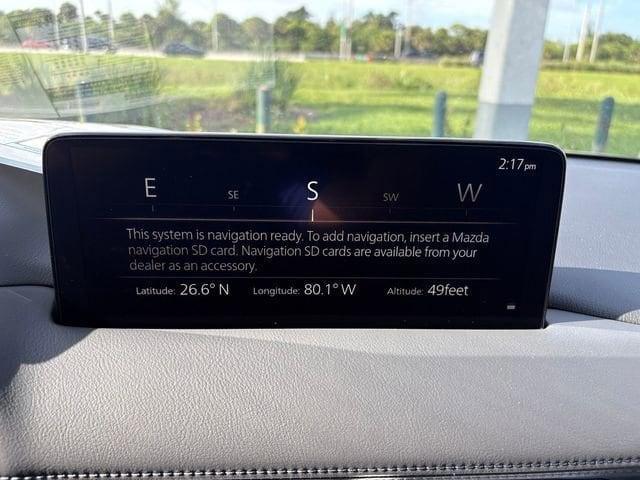 2:17pm
E SE S SW W
This system is navigation ready. To add navigation, insert a Mazda
navigation SD card. Navigation SD cards are available from your
dealer as an accessory.
Latitude: 26.6° N Longitude: 80.1° W Altitude: 49feet